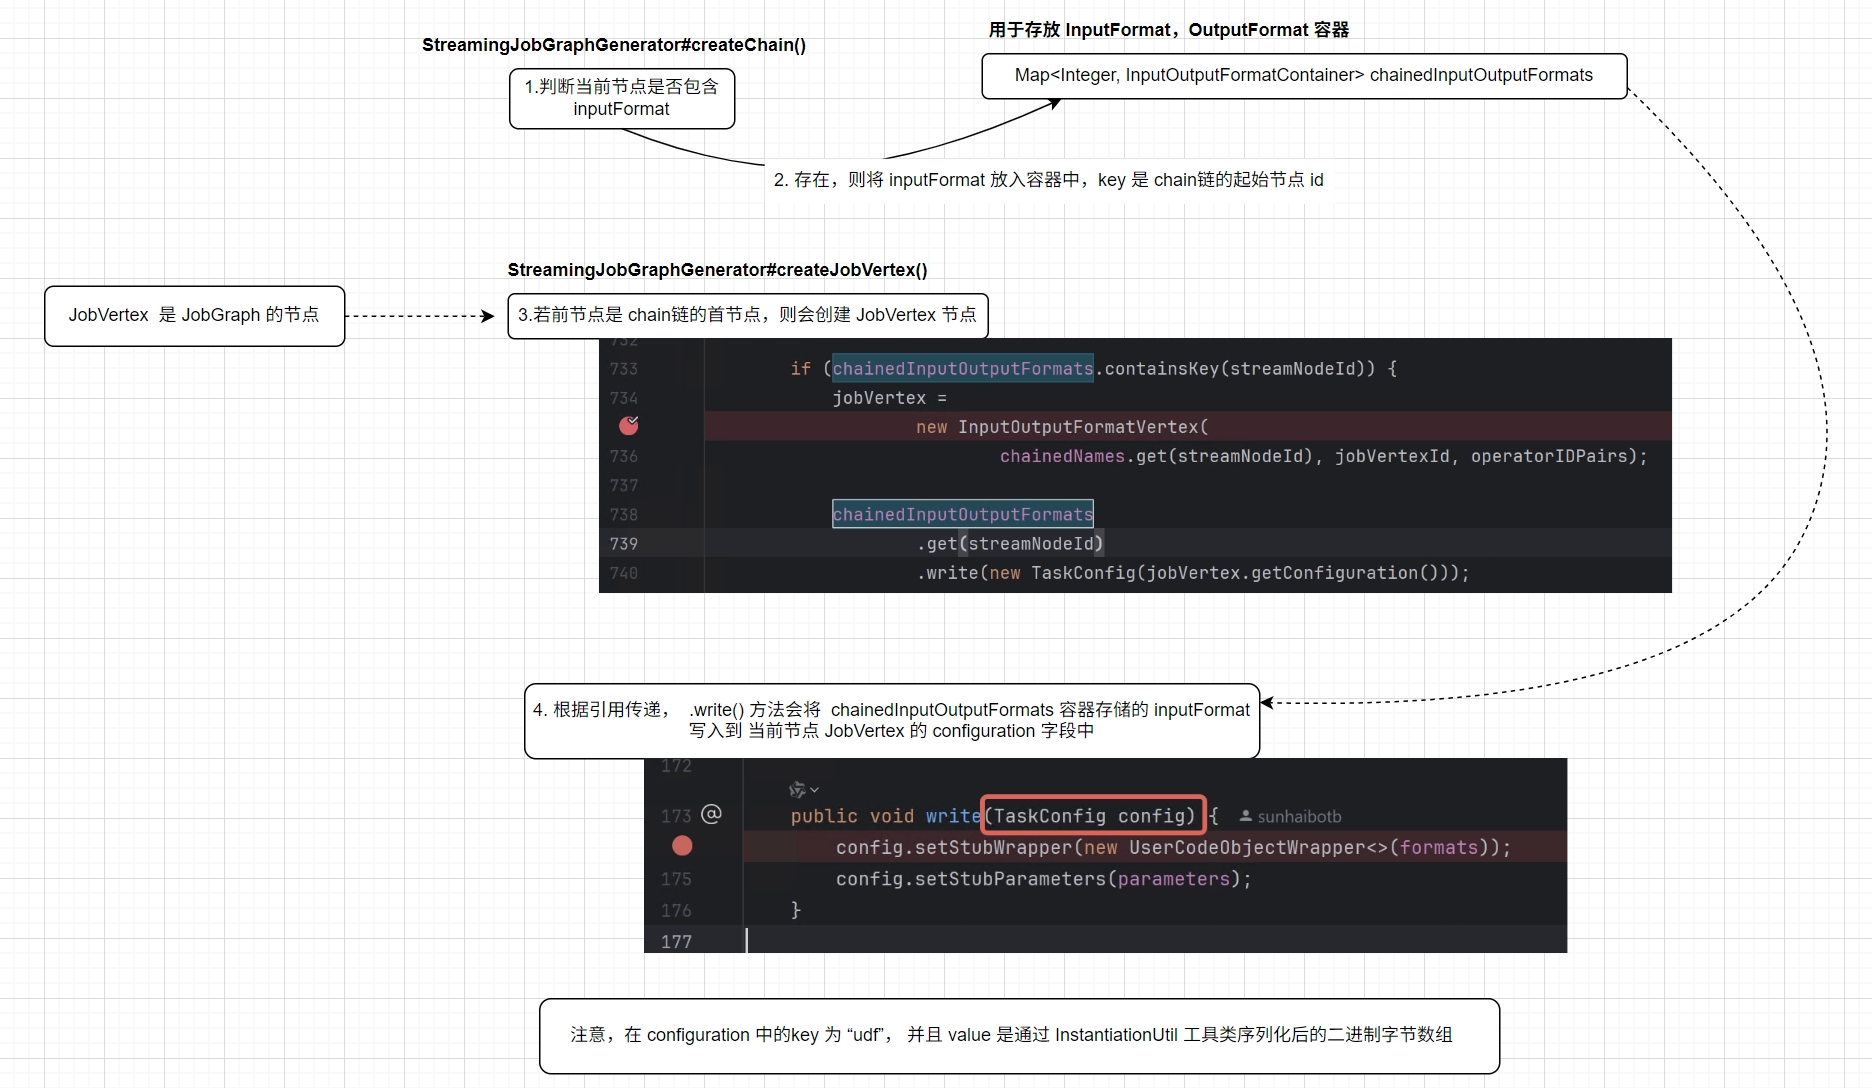 用于存放 InputFormat，OutputFormat 容器
StreamingJobGraphGenerator#createChain()
Map<Integer, InputOutputFormatContainer> chainedInputOutputFormats
1.判断当前节点是否包含
inputFormat
2. 存在，则将 inputFormat 放入容器中，key 是 chain链的起始节点 id
StreamingJobGraphGenerator#createJobVertex()
JobVertex 是 JobGraph 的节点
3.若前节点是 chain链的首节点，则会创建 JobVertex 节点
732
733 if (chainedInputOutputFormats.containsKey(streamNodeId)) {
734 jobVertex =
new InputOutputFormatVertex(
736 chainedNames.get(streamNodeId), jobVertexId, operatorIDPairs);
737
738 chainedInputOutputFormats
739 .get(streamNodeId)
740 .write(new TaskConfig(jobVertex.getConfiguration()));
4. 根据引用传递， .write() 方法会将 chainedInputOutputFormats 容器存储的 inputFormat
写入到 当前节点 JobVertex 的 configuration 字段中
172
173 @ public void write(TaskConfig config) { sunhaibotb
config.setStubWrapper(new UserCodeObjectWrapper<>(formats));
175 config.setStubParameters(parameters);
176 }
177
注意，在 configuration 中的key 为 “udf”， 并且 value 是通过 InstantiationUtil 工具类序列化后的二进制字节数组